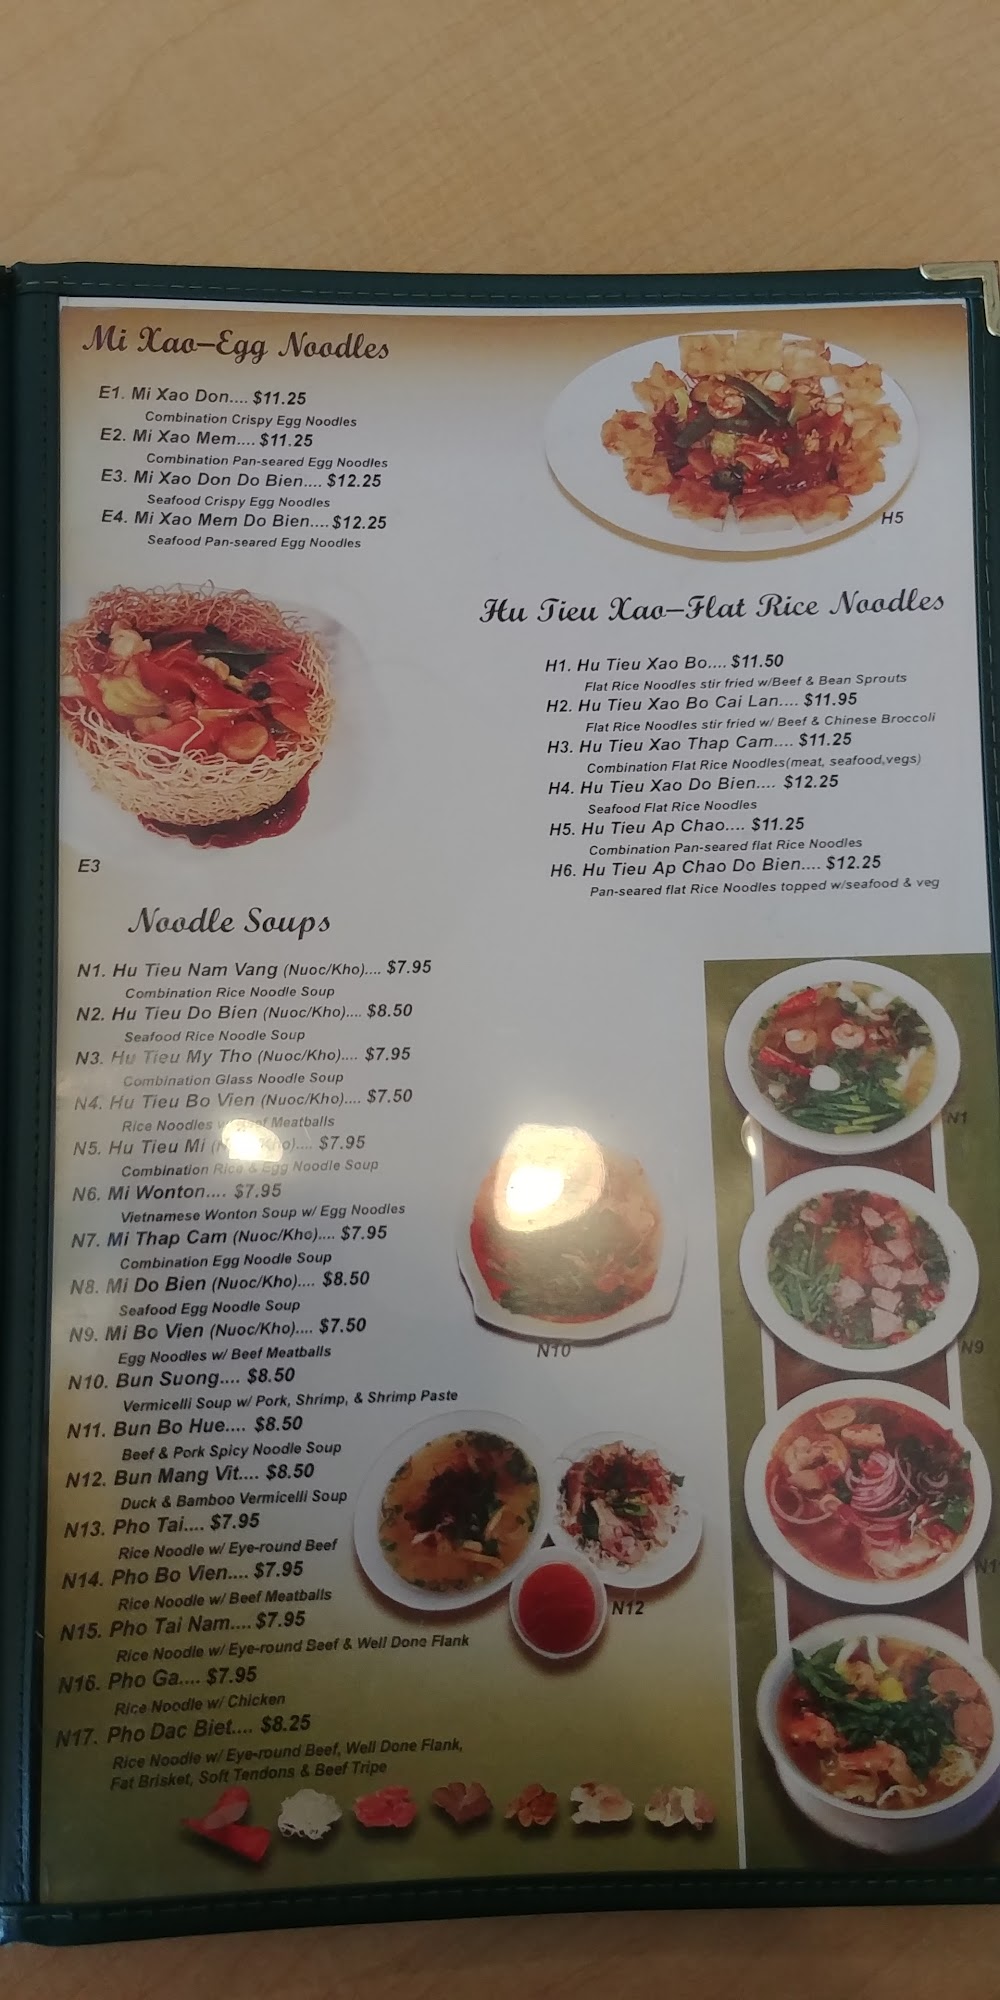 Mi Xao–Egg Noodles
E1. Mi Xao Don.... $11.25
Combination Crispy Egg Noodles
E2. Mi Xao Mem.... $11.25
Combination Pan-seared Egg Noodles
E3. Mi Xao Don Do Bien.... $12.25
Seafood Crispy Egg Noodles
E4. Mi Xao Mem Do Bien.... $12.25
Seafood Pan-seared Egg Noodles
H5
Hu Tieu Xao–Flat Rice Noodles
H1. Hu Tieu Xao Bo.... $11.50
Flat Rice Noodles stir fried w/Beef & Bean Sprouts
H2. Hu Tieu Xao Bo Cai Lan.... $11.95
Flat Rice Noodles stir fried w/ Beef & Chinese Broccoli
H3. Hu Tieu Xao Thap Cam.... $11.25
Combination Flat Rice Noodles(meat, seafood,vegs)
H4. Hu Tieu Xao Do Bien.... $12.25
Seafood Flat Rice Noodles
H5. Hu Tieu Ap Chao.... $11.25
Combination Pan-seared flat Rice Noodles
H6. Hu Tieu Ap Chao Do Bien.... $12.25
Pan-seared flat Rice Noodles topped w/seafood & veg
E3
Noodle Soups
N1. Hu Tieu Nam Vang (Nuoc/Kho).... $7.95
Combination Rice Noodle Soup
N2. Hu Tieu Do Bien (Nuoc/Kho).... $8.50
Seafood Rice Noodle Soup
N3. Hu Tieu My Tho (Nuoc/Kho).... $7.95
Combination Glass Noodle Soup
N4. Hu Tieu Bo Vien (Nuoc/Kho).... $7.50
Rice Noodles w/ Beef Meatballs
N5. Hu Tieu Mi (Nuoc/Kho).... $7.95
Combination Rice & Egg Noodle Soup
N6. Mi Wonton.... $7.95
Vietnamese Wonton Soup w/ Egg Noodles
N7. Mi Thap Cam (Nuoc/Kho).... $7.95
Combination Egg Noodle Soup
N8. Mi Do Bien (Nuoc/Kho).... $8.50
Seafood Egg Noodle Soup
N9. Mi Bo Vien (Nuoc/Kho).... $7.50
Egg Noodles w/ Beef Meatballs
N10. Bun Suong.... $8.50
Vermicelli Soup w/ Pork, Shrimp, & Shrimp Paste
N11. Bun Bo Hue.... $8.50
Beef & Pork Spicy Noodle Soup
N12. Bun Mang Vit.... $8.50
Duck & Bamboo Vermicelli Soup
N13. Pho Tai.... $7.95
Rice Noodle w/ Eye-round Beef
N14. Pho Bo Vien.... $7.95
Rice Noodle w/ Beef Meatballs
N15. Pho Tai Nam.... $7.95
Rice Noodle w/ Eye-round Beef & Well Done Flank
N16. Pho Ga.... $7.95
Rice Noodle w/ Chicken
N17. Pho Dac Biet.... $8.25
Rice Noodle w/ Eye-round Beef, Well Done Flank,
Fat Brisket, Soft Tendons & Beef Tripe
N10
N12
N1
N9